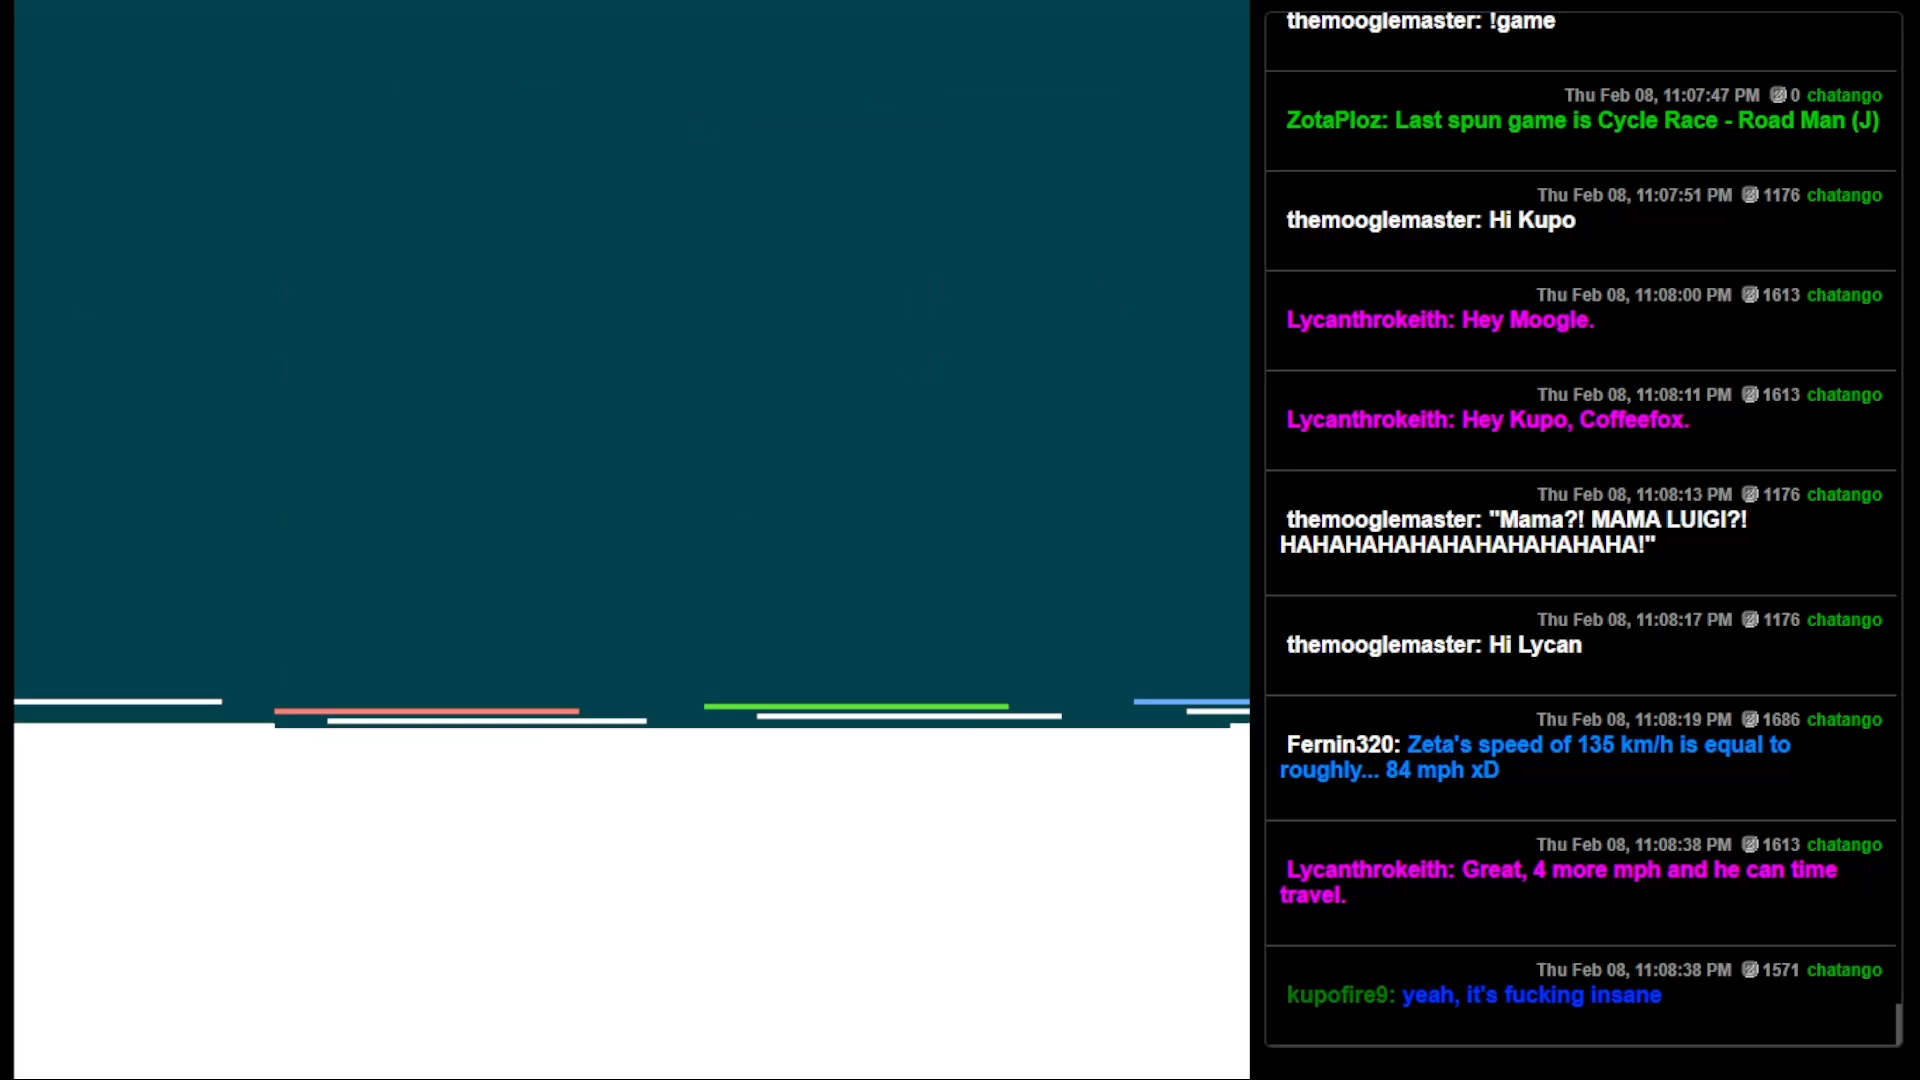 themooglemaster: !game
Thu Feb 08, 11:07:47 PM 0 chatango
ZotaPloz: Last spun game is Cycle Race - Road Man (J)
Thu Feb 08, 11:07:51 PM 1176 chatango
themooglemaster: Hi Kupo
Thu Feb 08, 11:08:00 PM 1613 chatango
Lycanthrokeith: Hey Moogle.
Thu Feb 08, 11:08:11 PM 1613 chatango
Lycanthrokeith: Hey Kupo, Coffeefox.
Thu Feb 08, 11:08:13 PM 1176 chatango
themooglemaster: "Mama?! MAMA LUIGI?!
HAHAHAHAHAHAHAHAHAHAHA!"
Thu Feb 08, 11:08:17 PM 1176 chatango
themooglemaster: Hi Lycan
Thu Feb 08, 11:08:19 PM 1686 chatango
Fernin320: Zeta's speed of 135 km/h is equal to
roughly... 84 mph xD
Thu Feb 08, 11:08:38 PM 1613 chatango
Lycanthrokeith: Great, 4 more mph and he can time
travel.
Thu Feb 08, 11:08:38 PM 1571 chatango
kupofire9: yeah, it's fucking insane